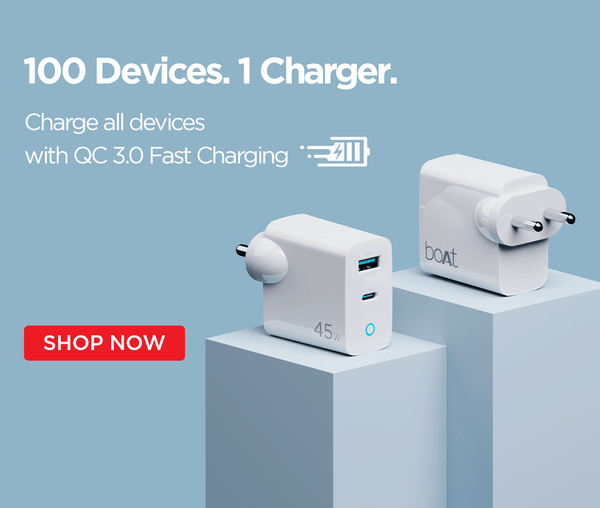 100 Devices. 1 Charger.
Charge all devices
with QC 3.0 Fast Charging
boAt
45w
SHOP NOW